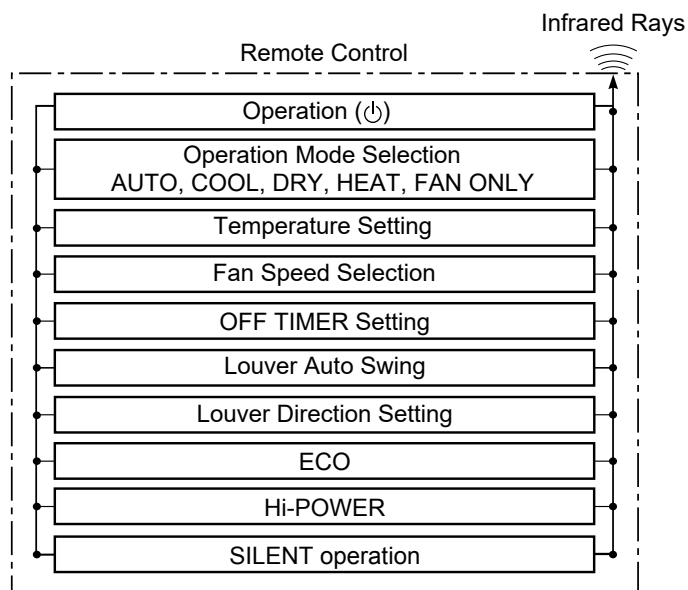 Infrared Rays
Remote Control
Operation (⏻)
Operation Mode Selection
AUTO, COOL, DRY, HEAT, FAN ONLY
Temperature Setting
Fan Speed Selection
OFF TIMER Setting
Louver Auto Swing
Louver Direction Setting
ECO
Hi-POWER
SILENT operation